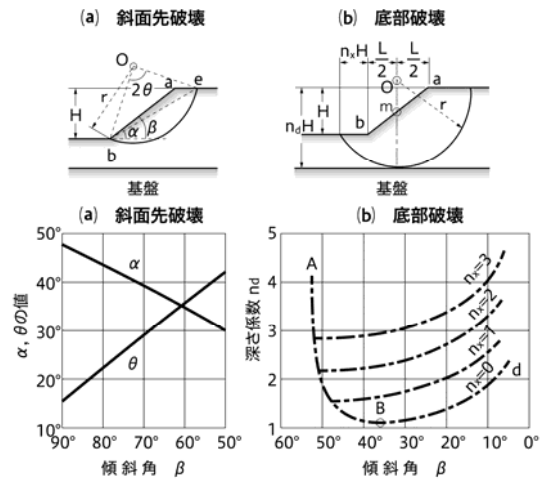 (a) 斜面先破壊
O
a
e
2θ
r
H
α
β
b
基盤
(b) 底部破壊
nxH
L/2
L/2
O
a
H
m
r
b
ndH
基盤
(a) 斜面先破壊
α, θの値
50°
40°
30°
20°
10°
α
θ
90°
80°
70°
60°
50°
傾斜角 β
(b) 底部破壊
深さ係数 nd
5
4
3
2
1
A
B
d
nx=3
nx=2
nx=1
nx=0
60°
50°
40°
30°
20°
10°
0°
傾斜角 β